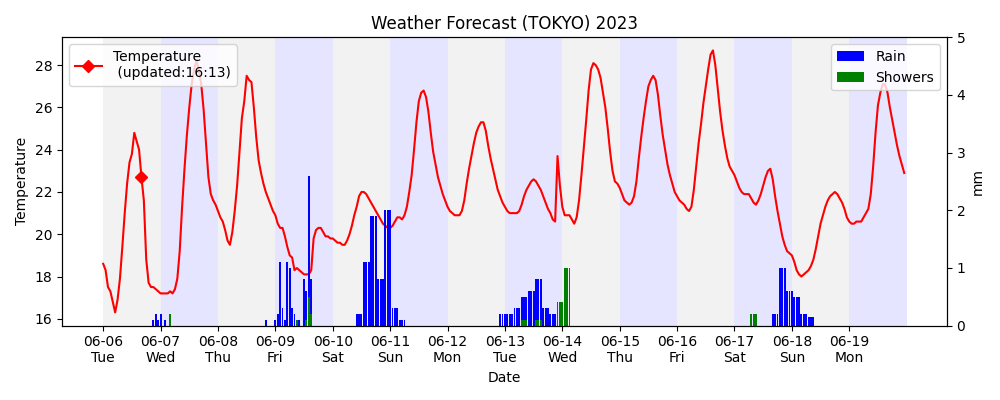 Weather Forecast (TOKYO) 2023
Temperature
(updated:16:13)
Rain
Showers
Temperature
28
26
24
22
20
18
16
5
4
3
2
1
0
mm
06-06 06-07 06-08 06-09 06-10 06-11 06-12 06-13 06-14 06-15 06-16 06-17 06-18 06-19
Tue Wed Thu Fri Sat Sun Mon Tue Wed Thu Fri Sat Sun Mon
Date